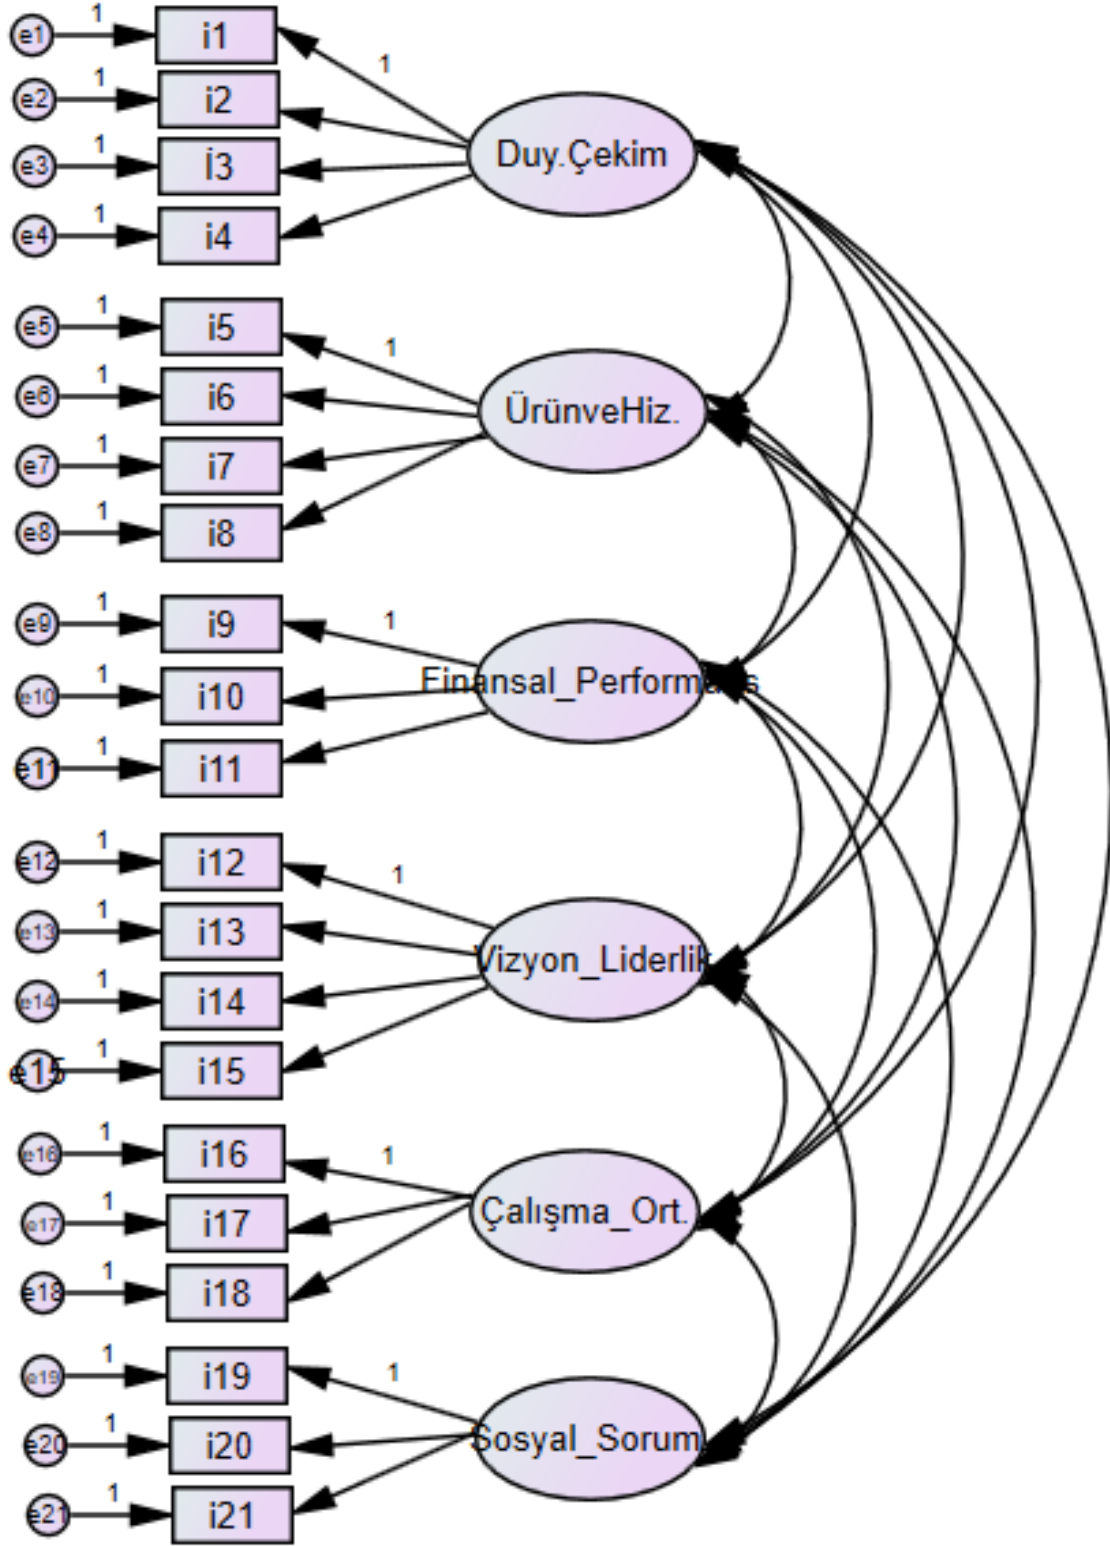 e1 1 i1 1
e2 1 i2
e3 1 İ3
Duy.Çekim
e4 1 i4
e5 1 i5 1
e6 1 i6
ÜrünveHiz.
e7 1 i7
e8 1 i8
e9 1 i9 1
Finansal_Performans
e10 1 i10
e11 1 i11
e12 1 i12 1
e13 1 i13
Vizyon_Liderlik
e14 1 i14
e15 1 i15
e16 1 i16 1
Çalışma_Ort.
e17 1 i17
e18 1 i18
e19 1 i19 1
Sosyal_Sorum.
e20 1 i20
e21 1 i21